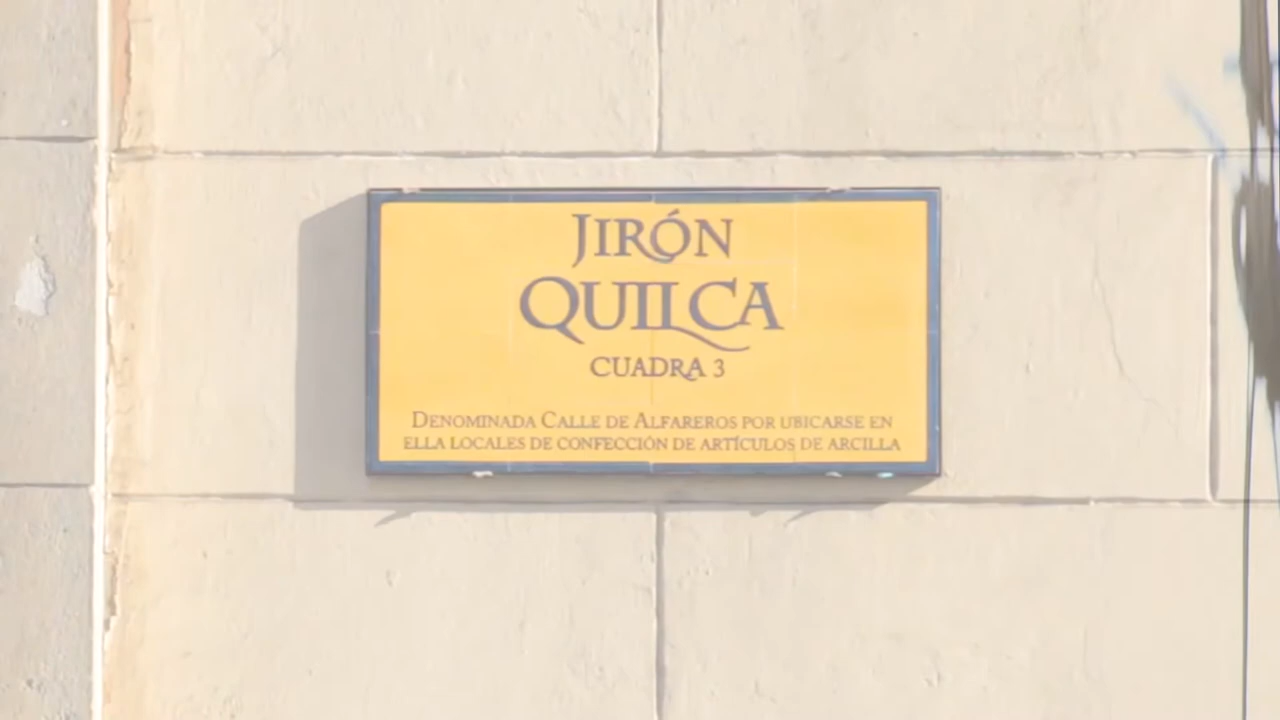 JIRÓN
QUILCA
CUADRA 3
DENOMINADA CALLE DE ALFAREROS POR UBICARSE EN
ELLA LOCALES DE CONFECCIÓN DE ARTÍCULOS DE ARCILLA